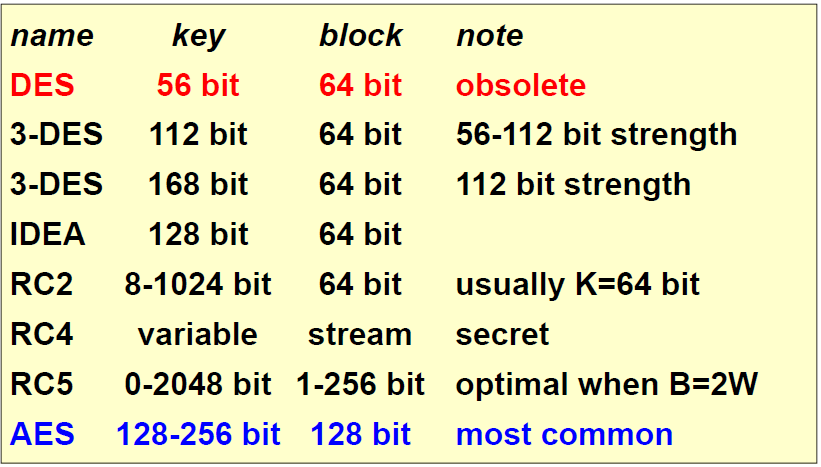 name key block note
DES 56 bit 64 bit obsolete
3-DES 112 bit 64 bit 56-112 bit strength
3-DES 168 bit 64 bit 112 bit strength
IDEA 128 bit 64 bit
RC2 8-1024 bit 64 bit usually K=64 bit
RC4 variable stream secret
RC5 0-2048 bit 1-256 bit optimal when B=2W
AES 128-256 bit 128 bit most common